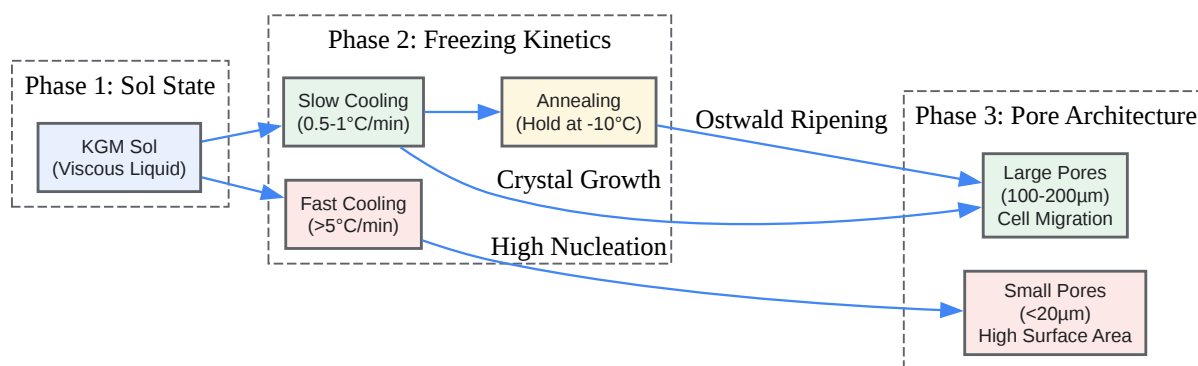 Phase 1: Sol State
KGM Sol
(Viscous Liquid)
Phase 2: Freezing Kinetics
Slow Cooling
(0.5-1°C/min)
Annealing
(Hold at -10°C)
Fast Cooling
(>5°C/min)
Ostwald Ripening
Crystal Growth
High Nucleation
Phase 3: Pore Architecture
Large Pores
(100-200µm)
Cell Migration
Small Pores
(<20µm)
High Surface Area